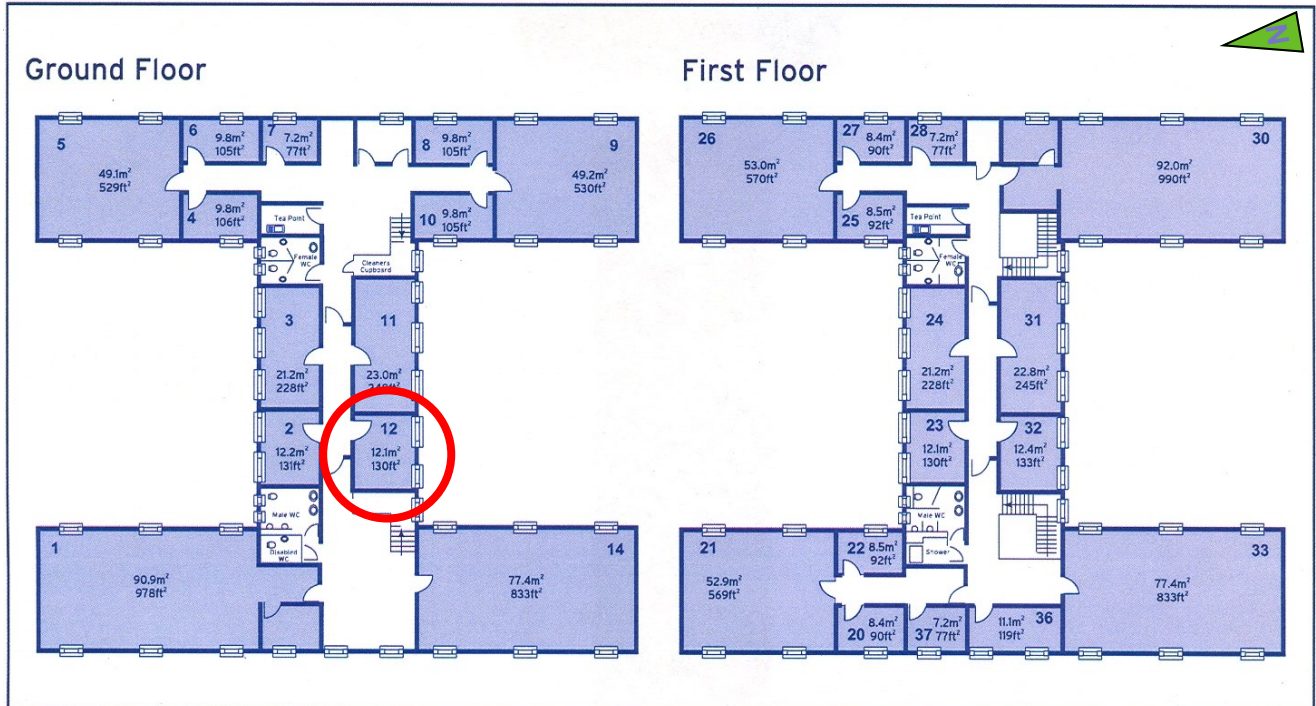 N
Ground Floor
5
49.1m²
529ft²
6
9.8m²
105ft²
7
7.2m²
77ft²
8
9.8m²
105ft²
9
49.2m²
530ft²
4
9.8m²
106ft²
10
9.8m²
105ft²
Tea Point
Female
WC
Cleaners
Cupboard
3
21.2m²
228ft²
11
23.0m²
2
12.2m²
131ft²
12
12.1m²
130ft²
Male WC
Disabled
WC
1
90.9m²
978ft²
14
77.4m²
833ft²
First Floor
26
53.0m²
570ft²
27
8.4m²
90ft²
28
7.2m²
77ft²
30
92.0m²
990ft²
25
8.5m²
92ft²
Tea Point
Female
WC
24
21.2m²
228ft²
31
22.8m²
245ft²
23
12.1m²
130ft²
32
12.4m²
133ft²
Male WC
Shower
21
52.9m²
569ft²
22
8.5m²
92ft²
33
77.4m²
833ft²
20
8.4m²
90ft²
37
7.2m²
77ft²
36
11.1m²
119ft²